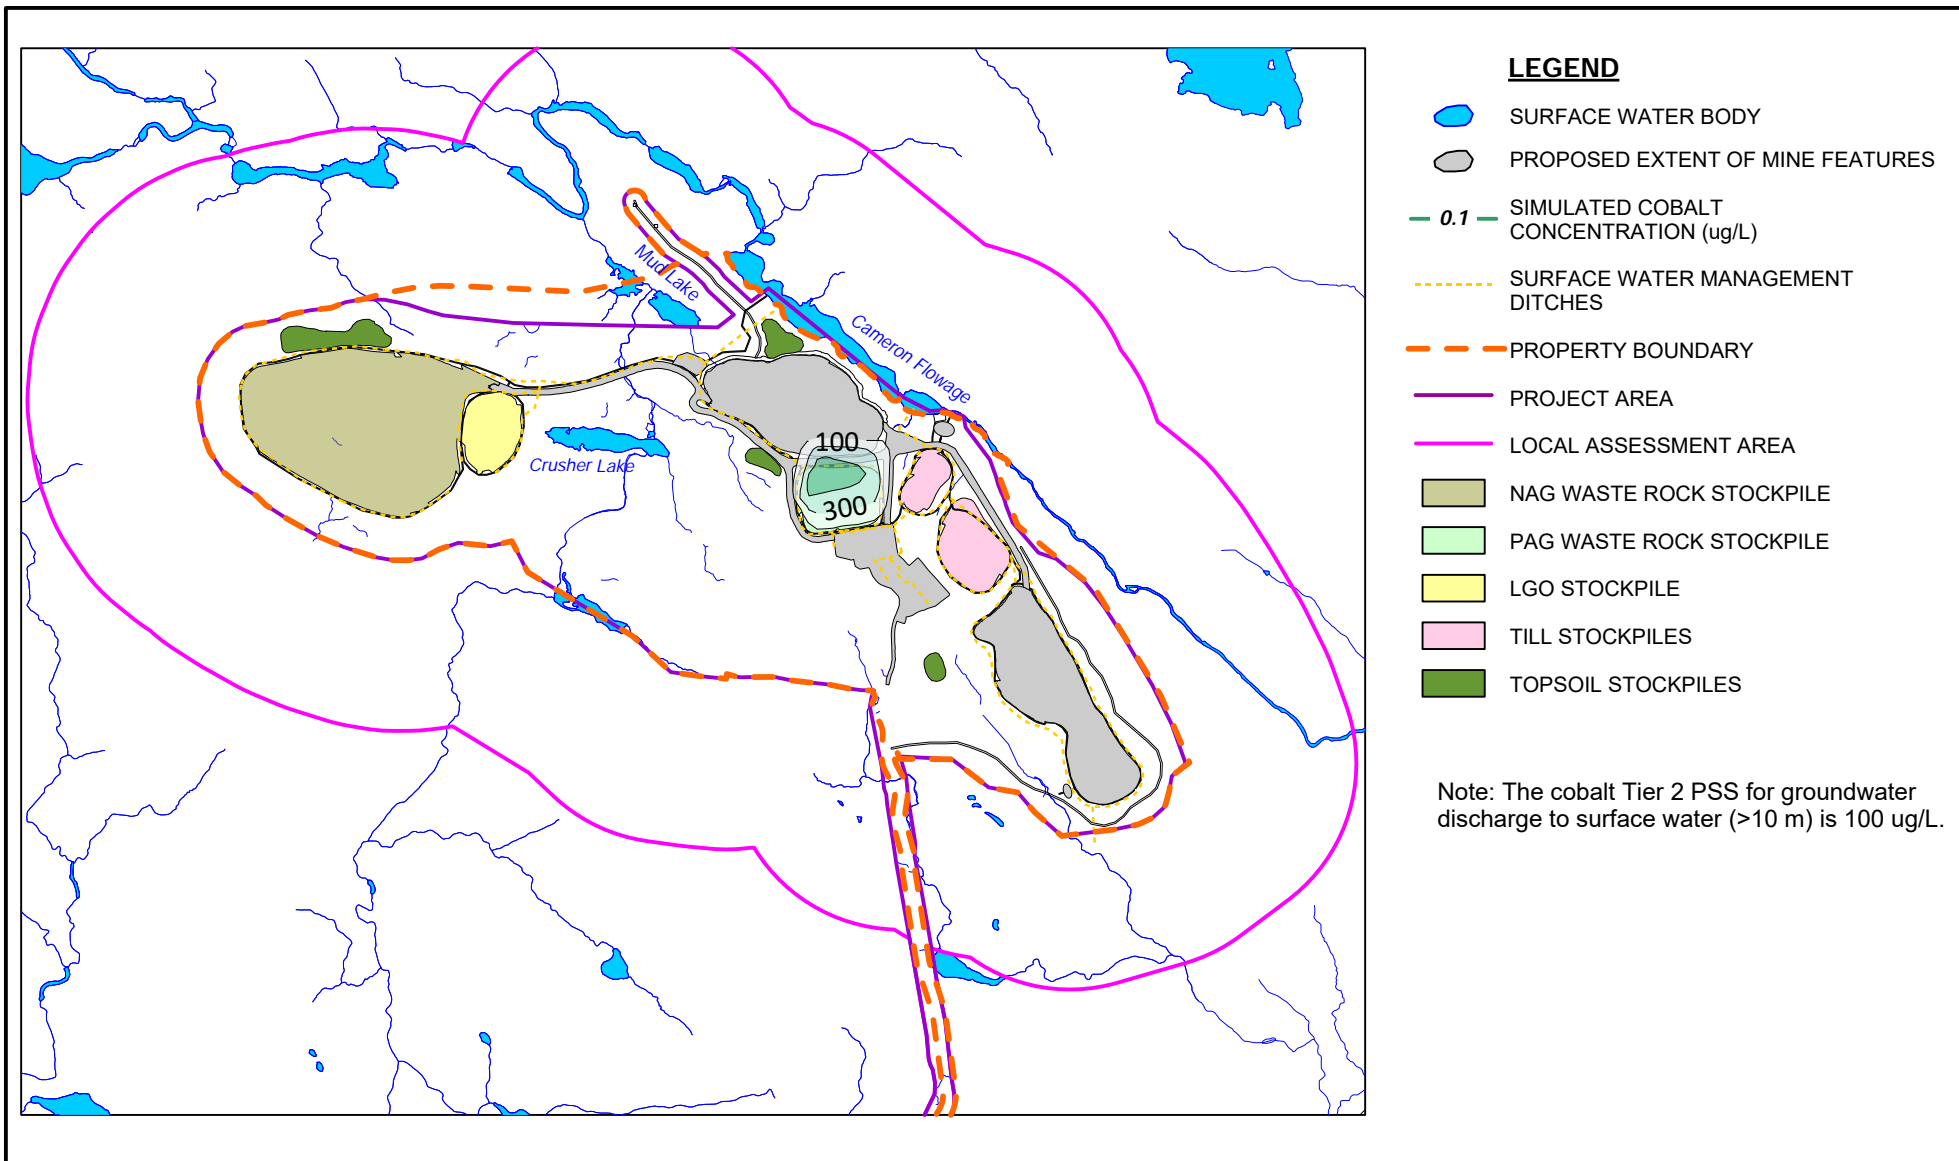 LEGEND
SURFACE WATER BODY
PROPOSED EXTENT OF MINE FEATURES
0.1
SIMULATED COBALT
CONCENTRATION (ug/L)
SURFACE WATER MANAGEMENT
DITCHES
PROPERTY BOUNDARY
PROJECT AREA
LOCAL ASSESSMENT AREA
NAG WASTE ROCK STOCKPILE
PAG WASTE ROCK STOCKPILE
LGO STOCKPILE
TILL STOCKPILES
TOPSOIL STOCKPILES
Note: The cobalt Tier 2 PSS for groundwater
discharge to surface water (>10 m) is 100 ug/L.
Mud Lake
Cameron Flowage
Crusher Lake
100
300